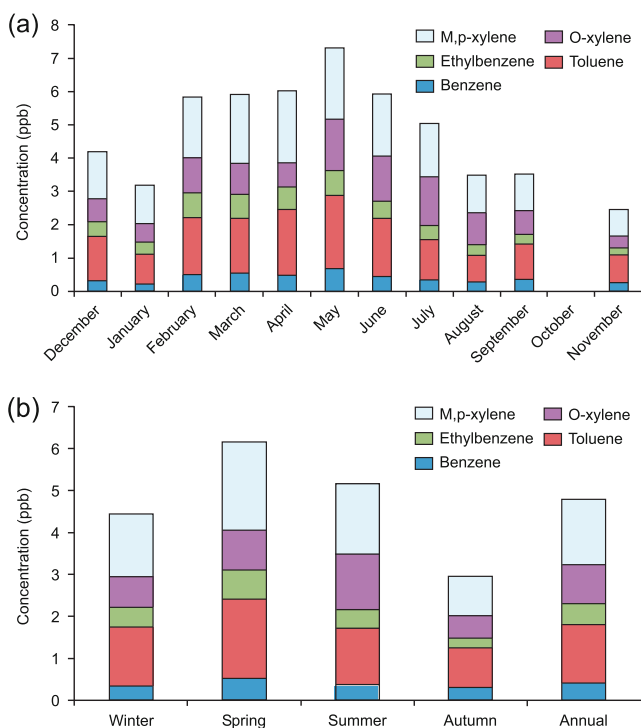 (a)
8
7
6
5
4
3
2
1
0
Concentration (ppb)
M,p-xylene O-xylene
Ethylbenzene Toluene
Benzene
December January February March April May June July August September October November
(b)
7
6
5
4
3
2
1
0
Concentration (ppb)
M,p-xylene O-xylene
Ethylbenzene Toluene
Benzene
Winter Spring Summer Autumn Annual